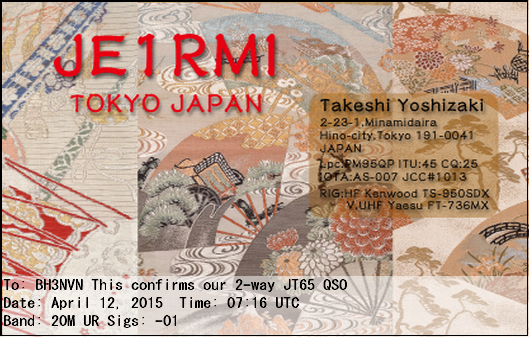 JE1RMI
TOKYO JAPAN
Takeshi Yoshizaki
2-23-1,Minamidaira
Hino-city,Tokyo 191-0041
JAPAN
Lpc:PM95QP ITU:45 CQ:25
IOTA:AS-007 JCC#1013
RIG:HF Kenwood TS-950SDX
V.UHF Yaesu FT-736MX
To: BH3NVN This confirms our 2-way JT65 QSO
Date: April 12, 2015 Time: 07:16 UTC
Band: 20M UR Sigs: -01